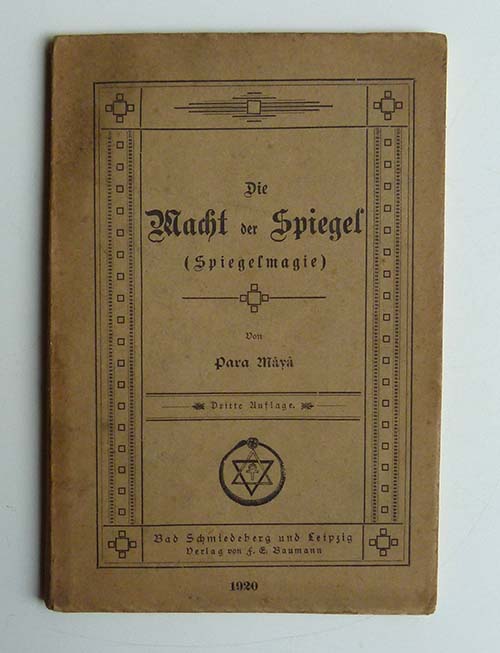 Die
Macht der Spiegel
(Spiegelmagie)
Von
Para Mâyâ
Dritte Auflage.
Bad Schmiedeberg und Leipzig
Verlag von F. E. Baumann
1920